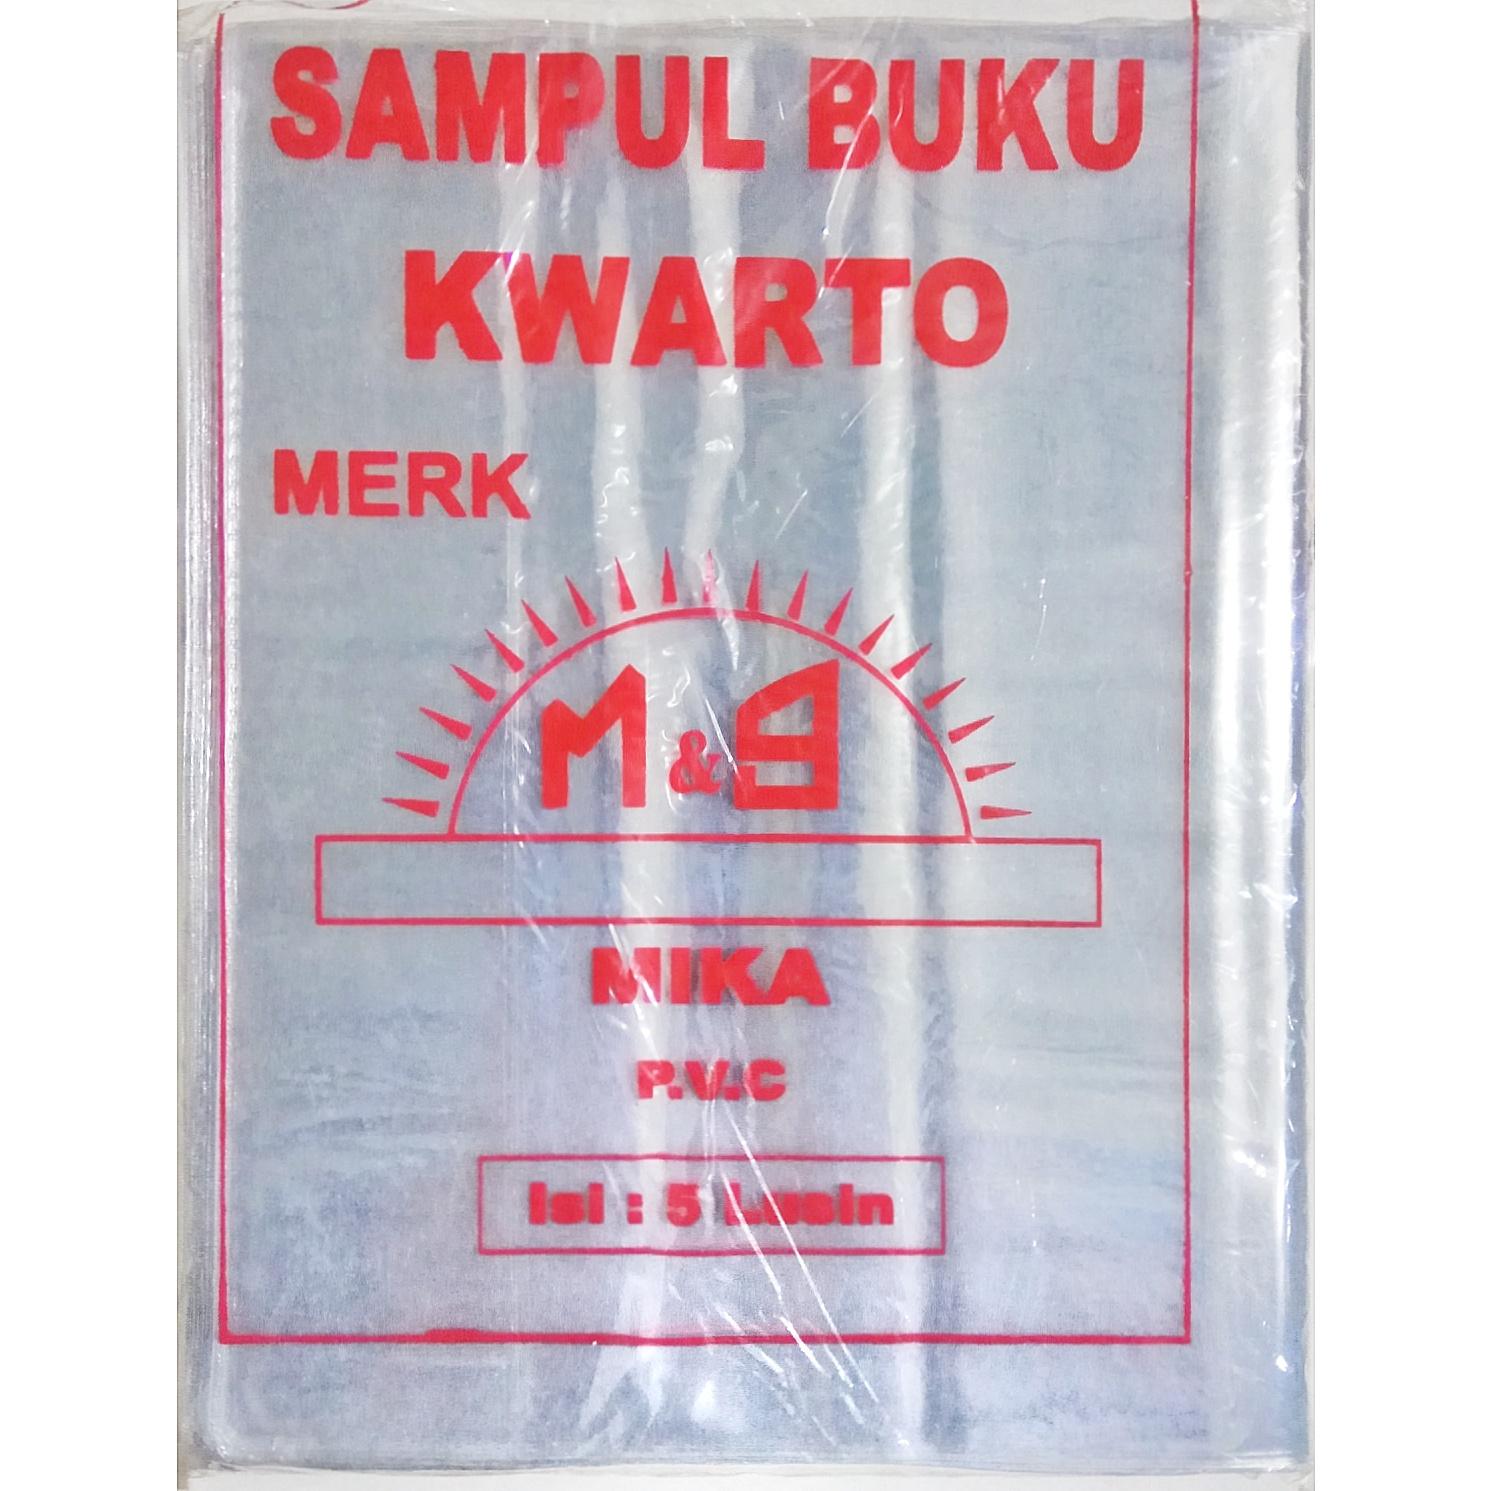 SAMPUL BUKU
KWARTO
MERK
M & S
MIKA
P.V.C
Isi : 5 Lusin